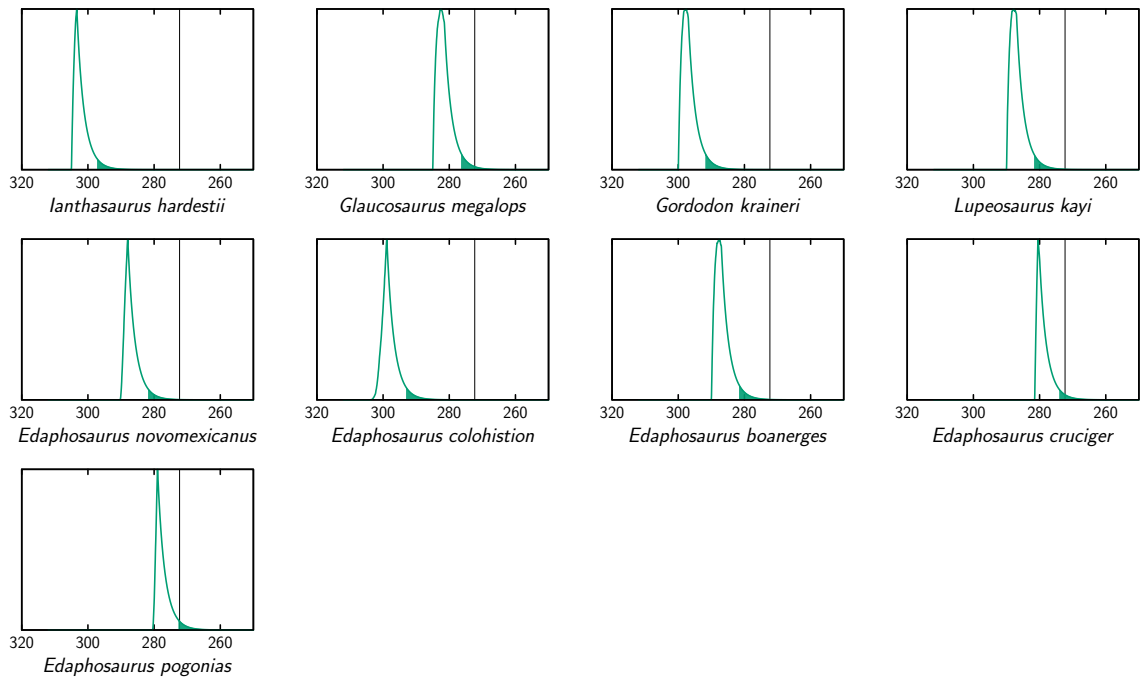 320 300 280 260 320 300 280 260 320 300 280 260 320 300 280 260
Ianthasaurus hardestii Glaucosaurus megalops Gordodon kraineri Lupeosaurus kayi
320 300 280 260 320 300 280 260 320 300 280 260 320 300 280 260
Edaphosaurus novomexicanus Edaphosaurus colohistion Edaphosaurus boanerges Edaphosaurus cruciger
320 300 280 260
Edaphosaurus pogonias